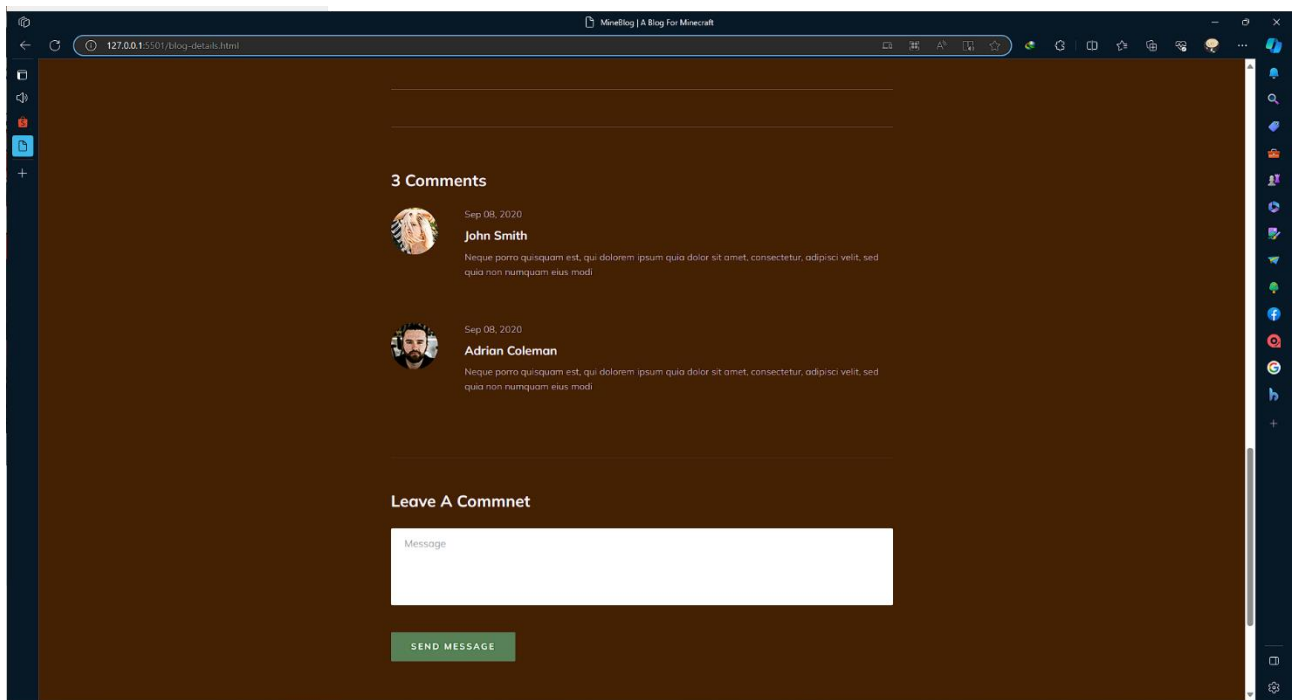 MineBlog | A Blog For Minecraft
127.0.0.1:5501/blog-details.html
3 Comments
Sep 08, 2020
John Smith
Neque porro quisquam est, qui dolorem ipsum quia dolor sit amet, consectetur, adipisci velit, sed
quia non numquam eius modi
Sep 08, 2020
Adrian Coleman
Neque porro quisquam est, qui dolorem ipsum quia dolor sit amet, consectetur, adipisci velit, sed
quia non numquam eius modi
Leave A Commnet
Message
SEND MESSAGE